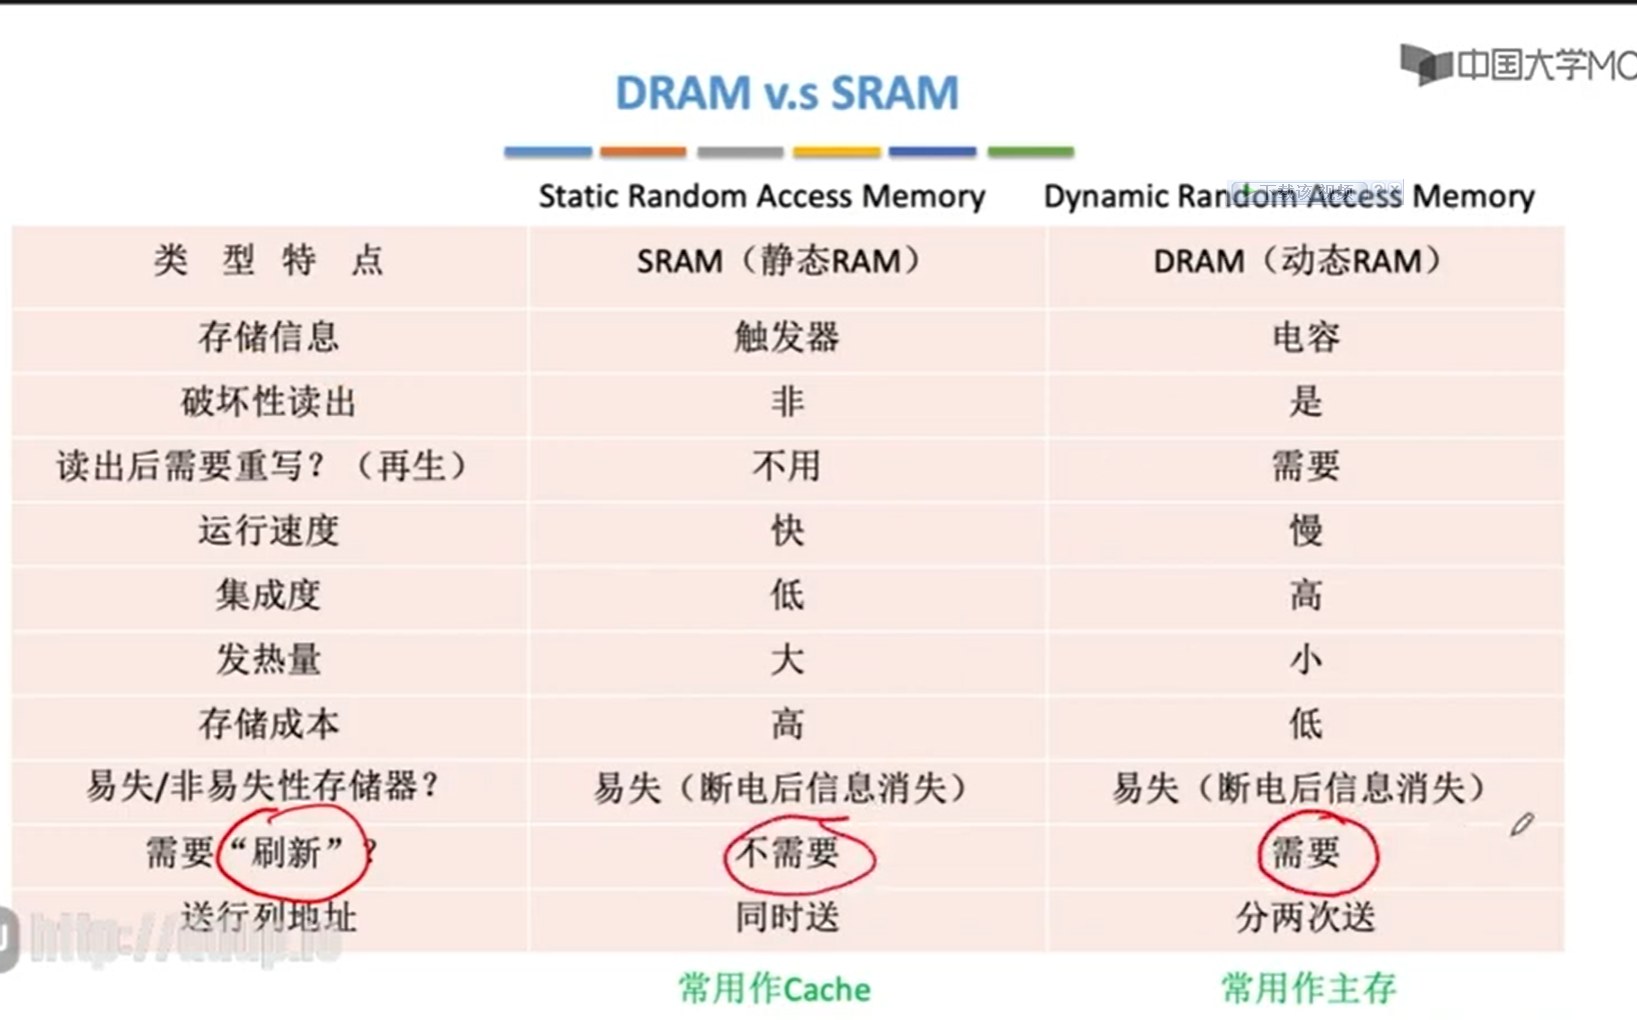 中国大学MO
DRAM v.s SRAM
Static Random Access Memory Dynamic Random Access Memory
下载该视频 ? X
类 型 特 点 SRAM（静态RAM） DRAM（动态RAM）
存储信息 触发器 电容
破坏性读出 非 是
读出后需要重写？（再生） 不用 需要
运行速度 快 慢
集成度 低 高
发热量 大 小
存储成本 高 低
易失/非易失性存储器？ 易失（断电后信息消失） 易失（断电后信息消失）
需要“刷新”？ 不需要 需要
送行列地址 同时送 分两次送
常用作Cache 常用作主存